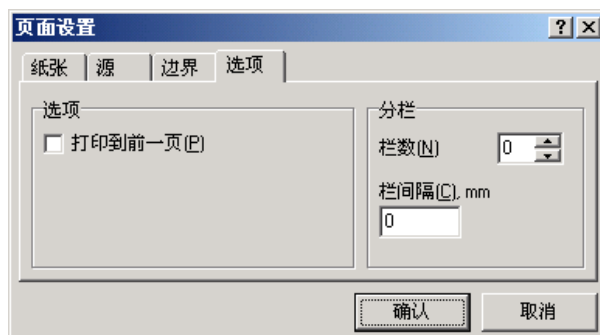 页面设置
纸张 源 边界 选项
选项
打印到前一页(P)
分栏
栏数(N) 0
栏间隔(C), mm
0
确认 取消